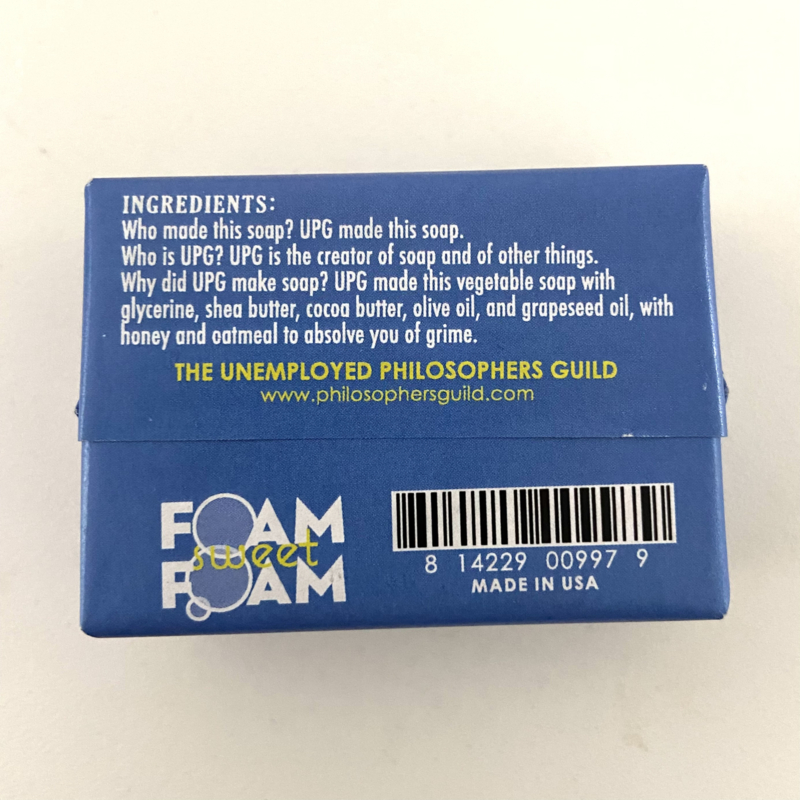 INGREDIENTS:
Who made this soap? UPG made this soap.
Who is UPG? UPG is the creator of soap and of other things.
Why did UPG make soap? UPG made this vegetable soap with
glycerine, shea butter, cocoa butter, olive oil, and grapeseed oil, with
honey and oatmeal to absolve you of grime.
THE UNEMPLOYED PHILOSOPHERS GUILD
www.philosophersguild.com
FOAM
sweet
FOAM
8 14229 00997 9
MADE IN USA